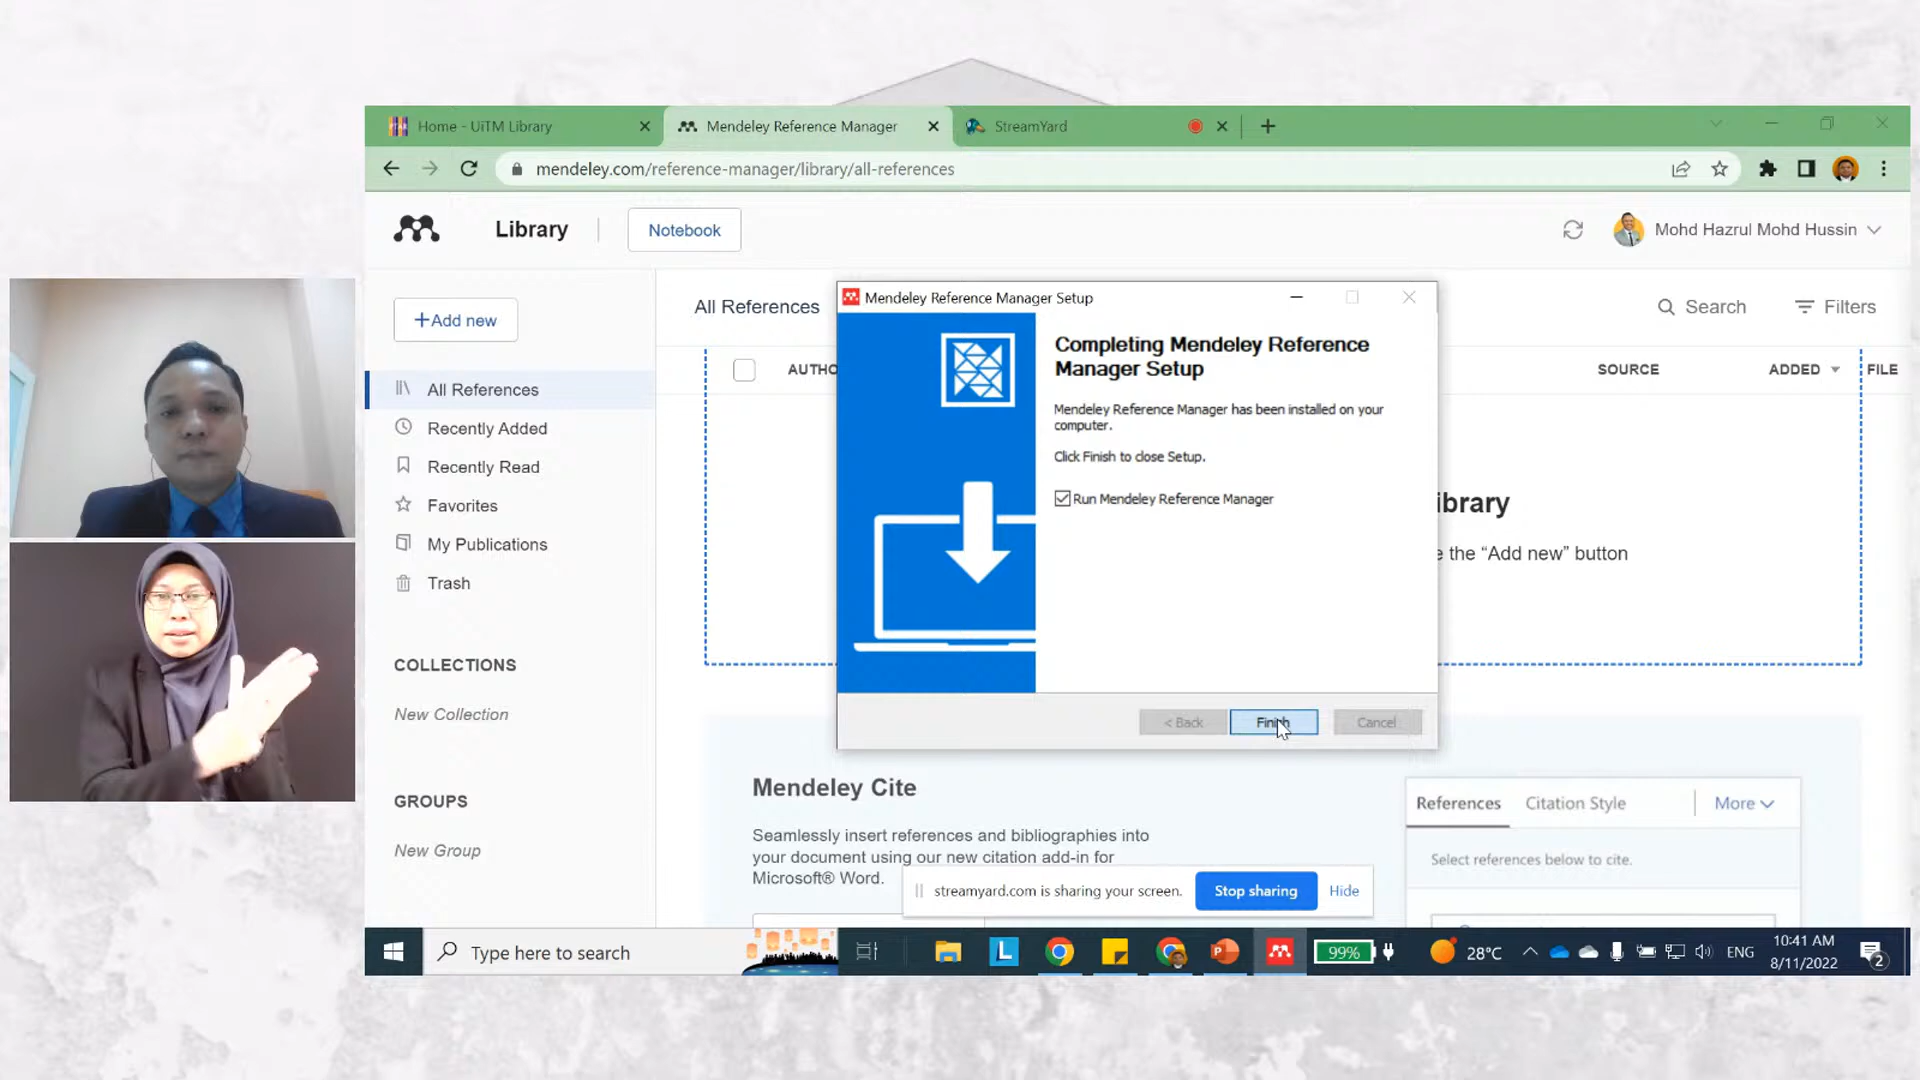 Home - UiTM Library
Mendeley Reference Manager
StreamYard
mendeley.com/reference-manager/library/all-references
Library
Notebook
Mohd Hazrul Mohd Hussin
+Add new
All References
Recently Added
Recently Read
Favorites
My Publications
Trash
COLLECTIONS
New Collection
GROUPS
New Group
All References
Search
Filters
AUTHO
SOURCE
ADDED
FILE
ibrary
e the “Add new” button
Mendeley Reference Manager Setup
Completing Mendeley Reference
Manager Setup
Mendeley Reference Manager has been installed on your
computer.
Click Finish to close Setup.
Run Mendeley Reference Manager
< Back
Finish
Cancel
Mendeley Cite
Seamlessly insert references and bibliographies into
your document using our new citation add-in for
Microsoft® Word.
References
Citation Style
More
Select references below to cite.
streamyard.com is sharing your screen.
Stop sharing
Hide
Type here to search
L
99%
28°C
ENG
10:41 AM
8/11/2022
2